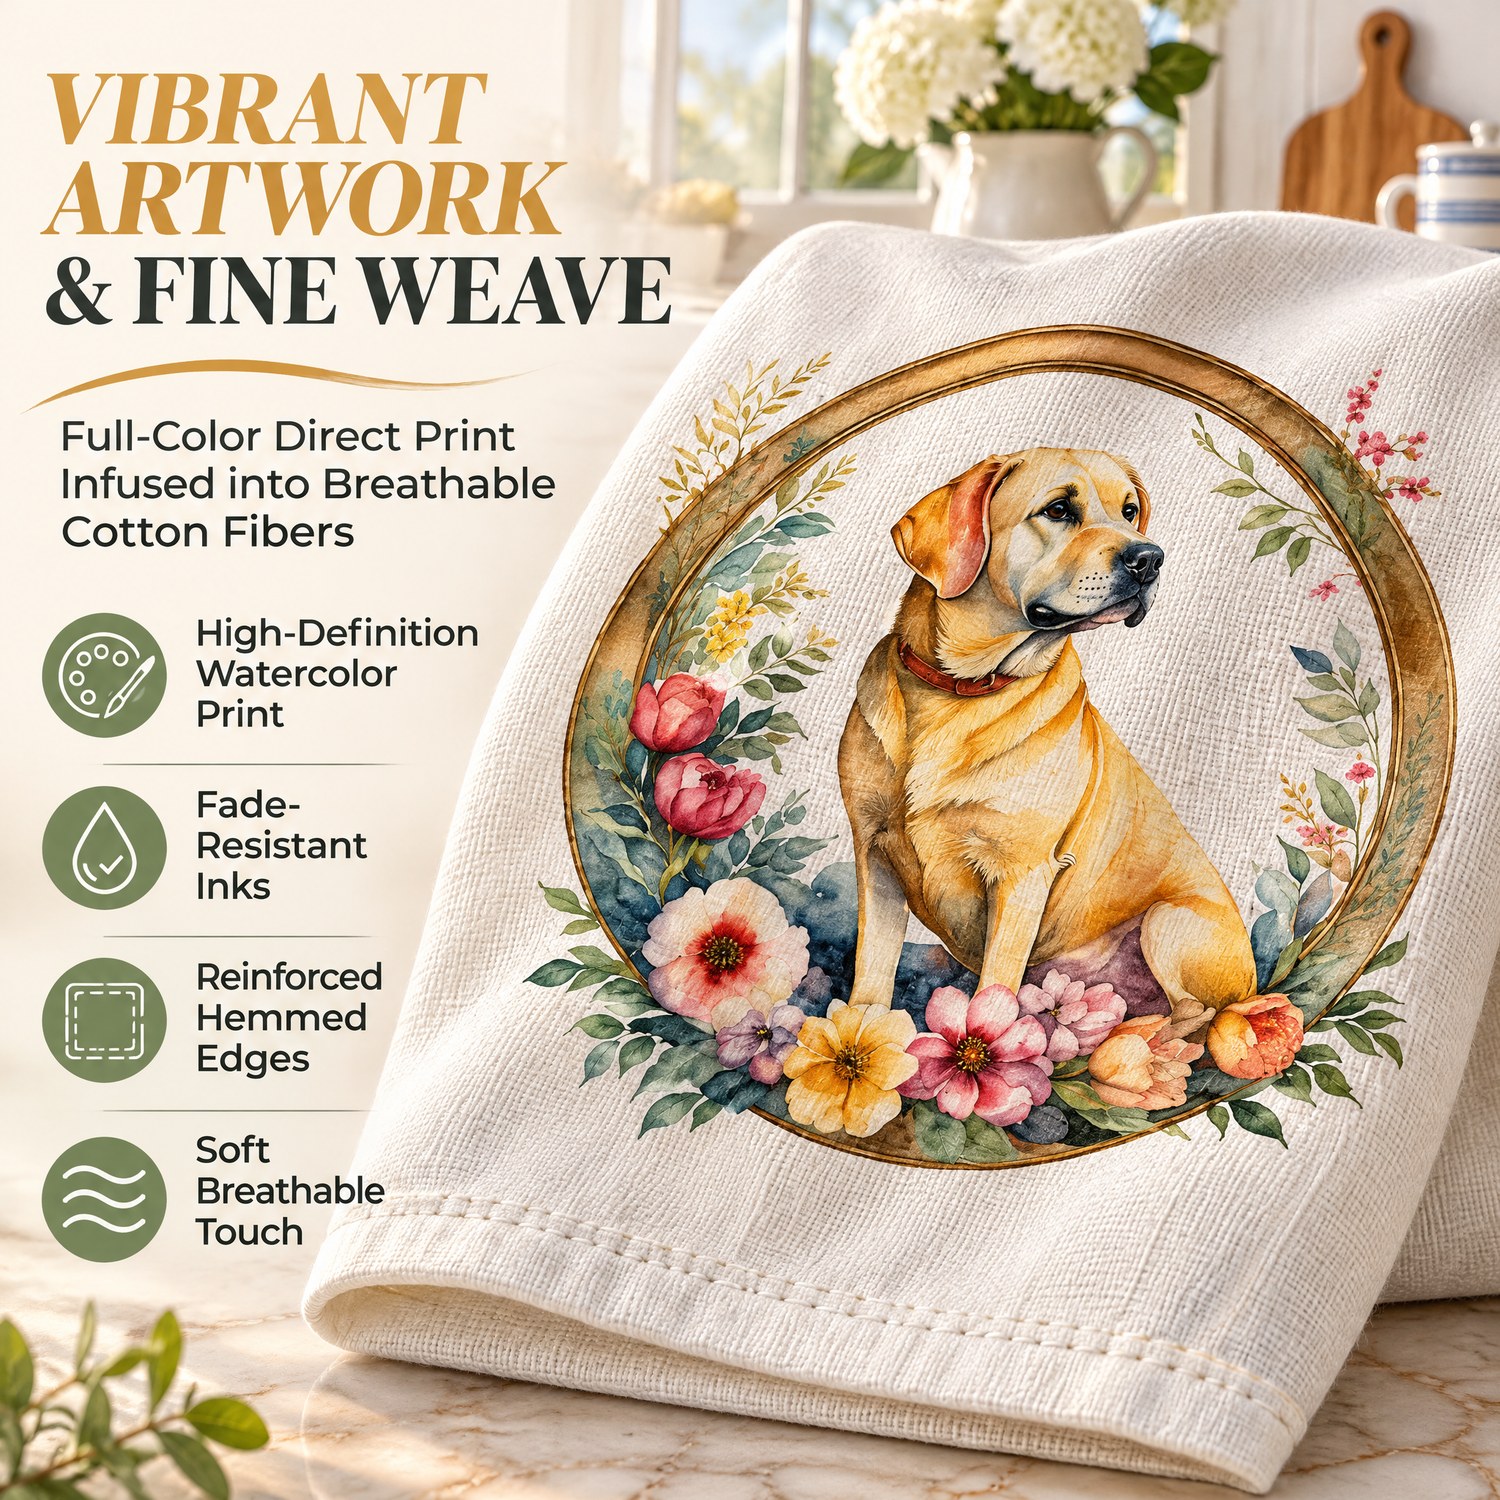 VIBRANT
ARTWORK
& FINE WEAVE
Full-Color Direct Print
Infused into Breathable
Cotton Fibers
High-Definition
Watercolor
Print
Fade-
Resistant
Inks
Reinforced
Hemmed
Edges
Soft
Breathable
Touch